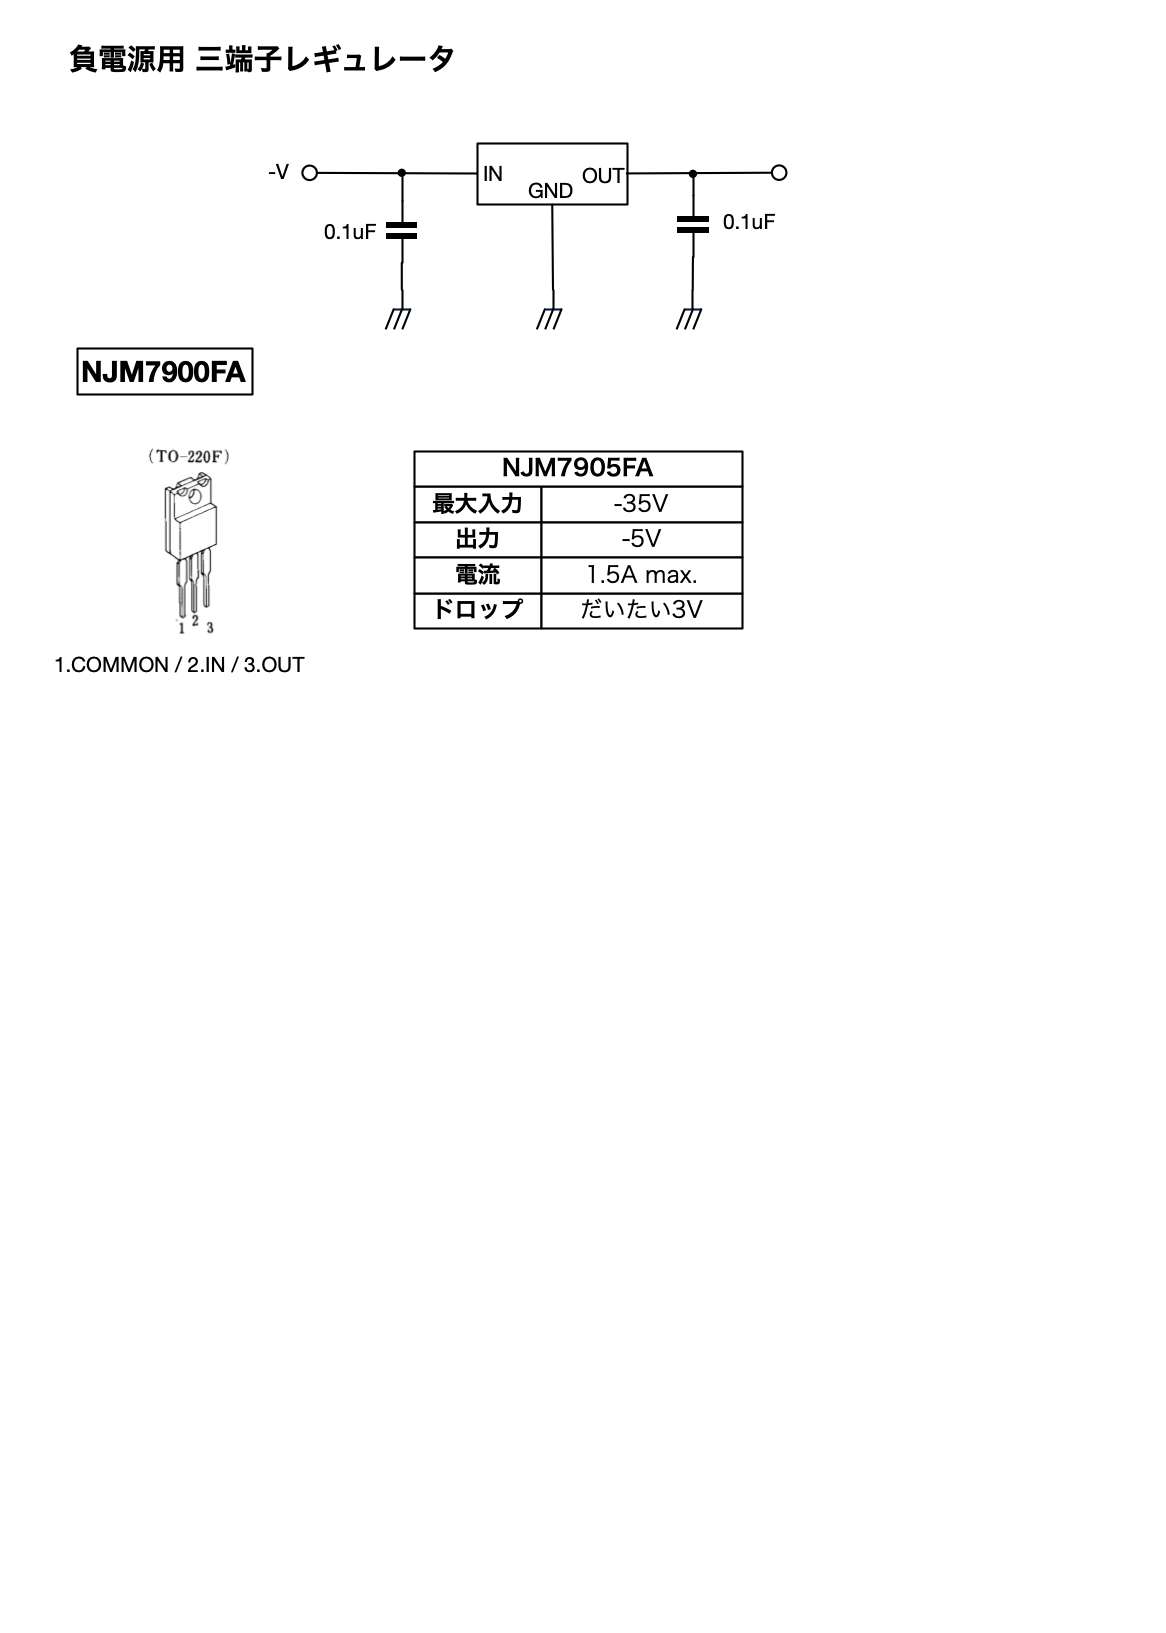 負電源用 三端子レギュレータ
-V
IN
OUT
GND
0.1uF
0.1uF
NJM7900FA
(TO-220F)
1 2 3
1.COMMON / 2.IN / 3.OUT
NJM7905FA
最大入力 -35V
出力 -5V
電流 1.5A max.
ドロップ だいたい3V